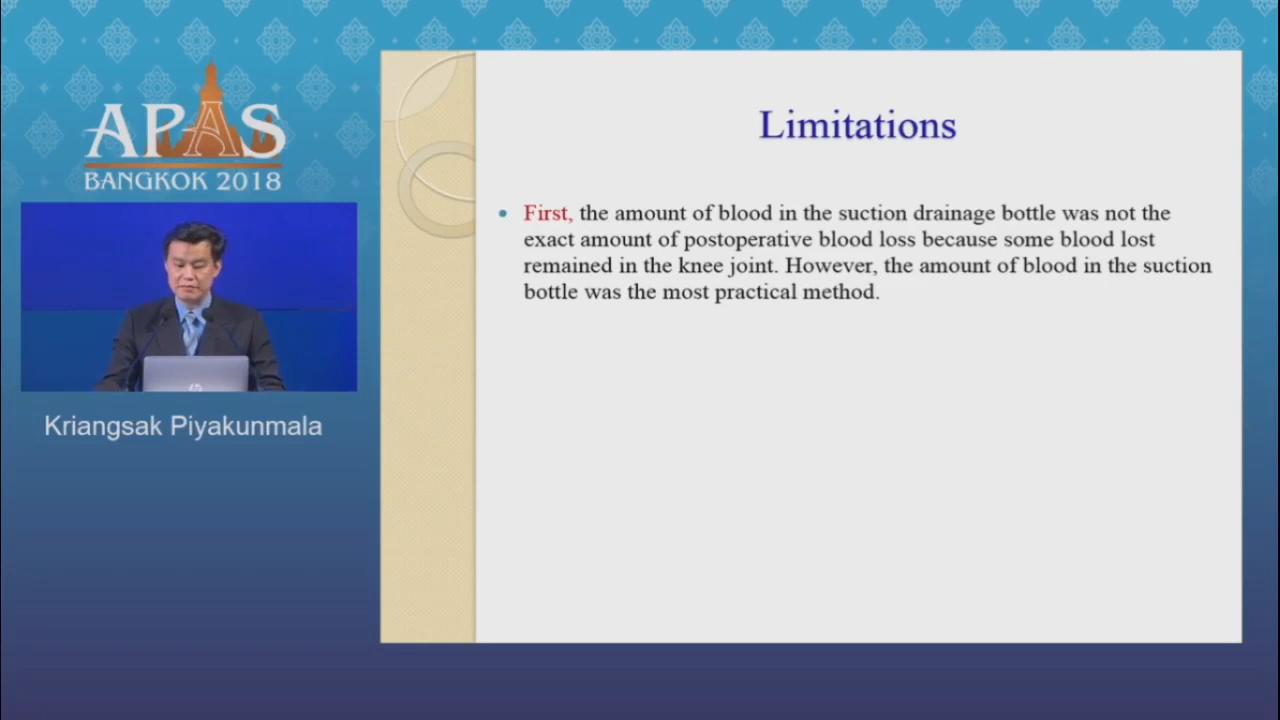 APAS
BANGKOK 2018
Kriangsak Piyakunmala
Limitations
• First, the amount of blood in the suction drainage bottle was not the
exact amount of postoperative blood loss because some blood lost
remained in the knee joint. However, the amount of blood in the suction
bottle was the most practical method.
hp